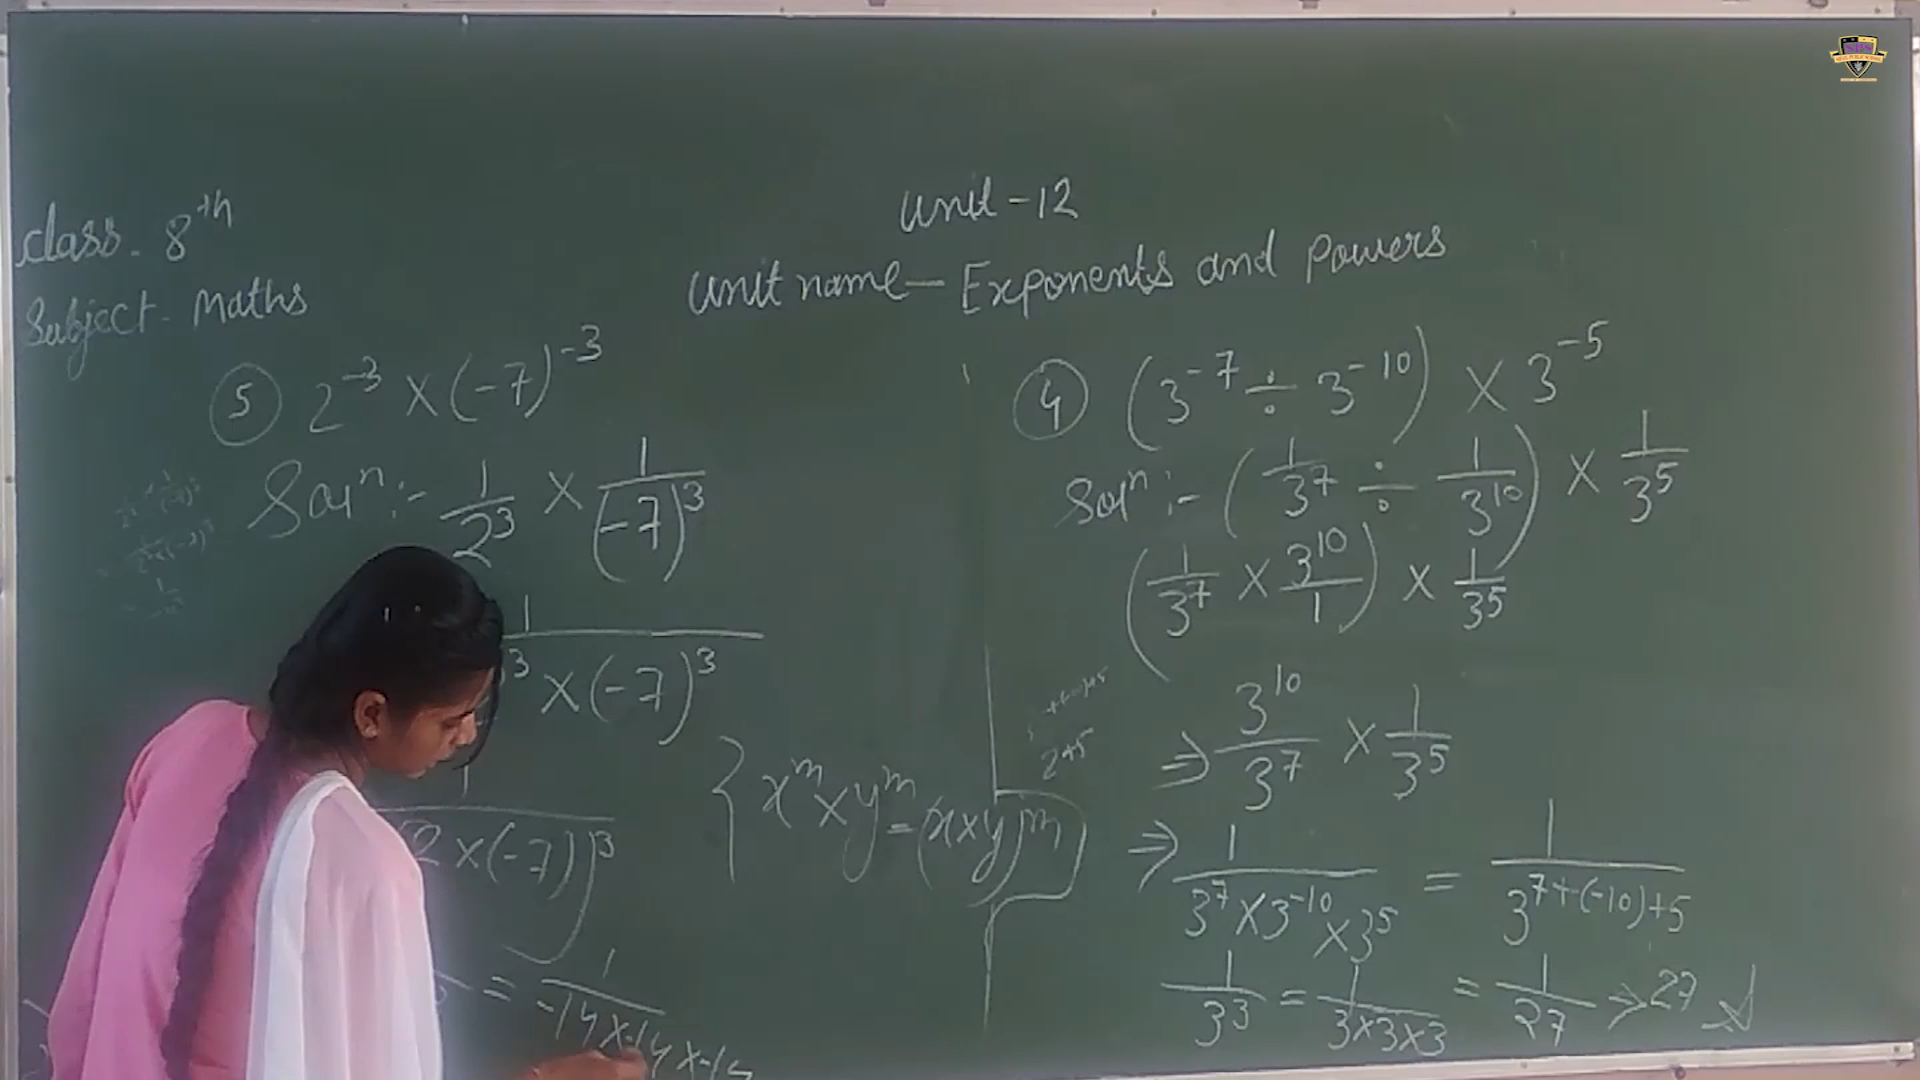 Unit - 12
Class - 8th
Unit name - Exponents and Powers
Subject - Maths
⑤ 2^-3 × (-7)^-3
Solⁿ :- 1/2^3 × 1/(-7)^3
1/ ^3 × (-7)^3
1/ 2 × (-7))^3
{ x^m × y^m = (x×y)^m }
= 1/-14 × -14 × -14
④ (3^-7 ÷ 3^-10) × 3^-5
Solⁿ :- (1/3^7 ÷ 1/3^10) × 1/3^5
(1/3^7 × 3^10/1) × 1/3^5
⇒ 3^10/3^7 × 1/3^5
⇒ 1/3^7 × 3^-10 × 3^5 = 1/3^7+(-10)+5
1/3^3 = 1/3×3×3 = 1/27 ⇒ 27